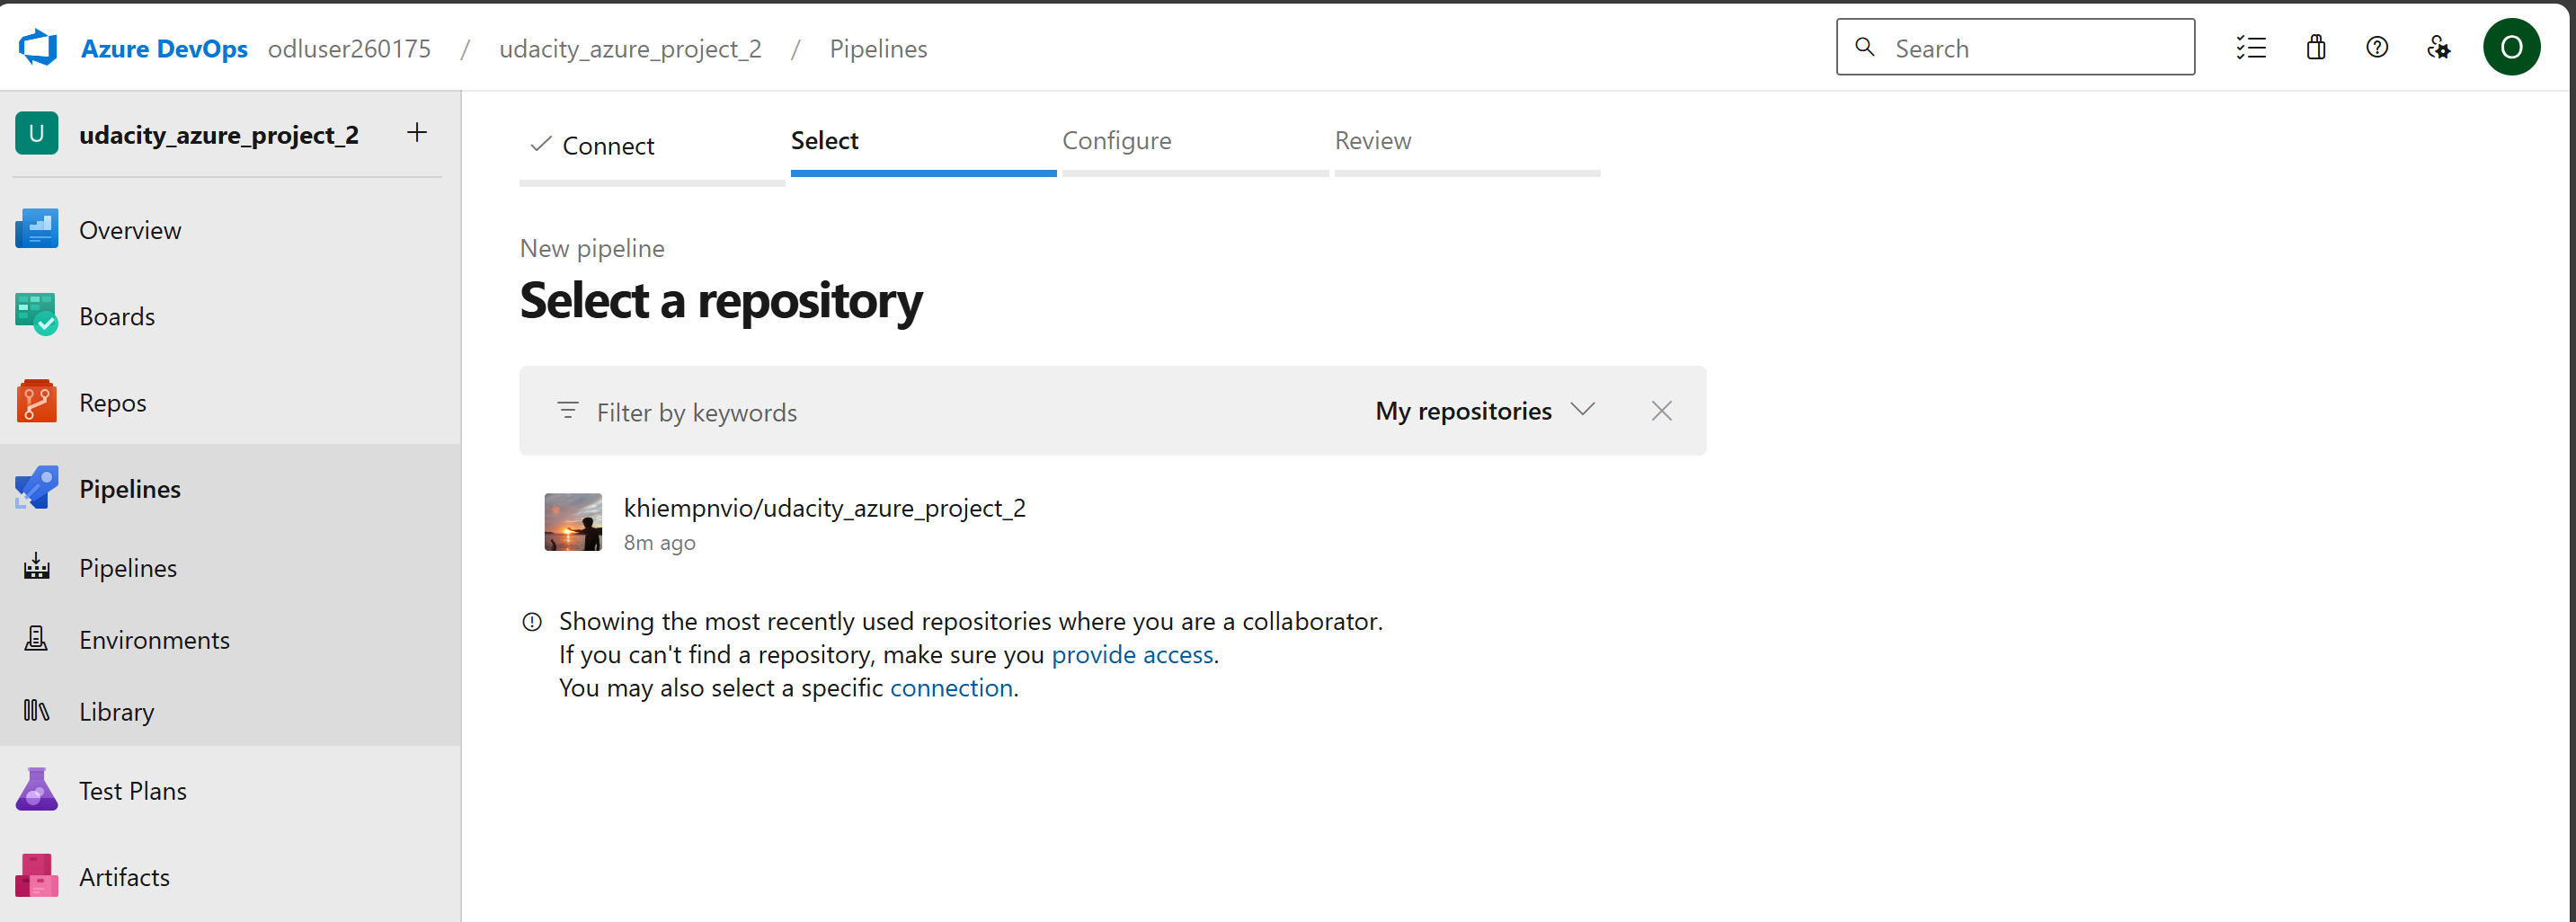 Azure DevOps odluser260175 / udacity_azure_project_2 / Pipelines
Search
O
U udacity_azure_project_2 +
Overview
Boards
Repos
Pipelines
Pipelines
Environments
Library
Test Plans
Artifacts
Connect Select Configure Review
New pipeline
Select a repository
Filter by keywords My repositories
khiempnvio/udacity_azure_project_2
8m ago
Showing the most recently used repositories where you are a collaborator.
If you can't find a repository, make sure you provide access.
You may also select a specific connection.